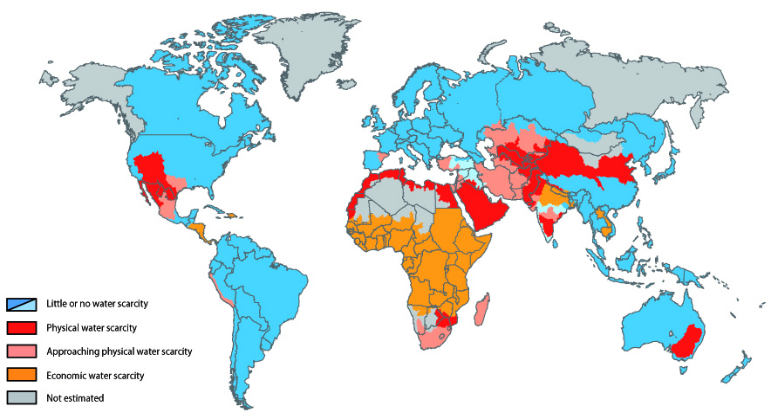 Little or no water scarcity
Physical water scarcity
Approaching physical water scarcity
Economic water scarcity
Not estimated